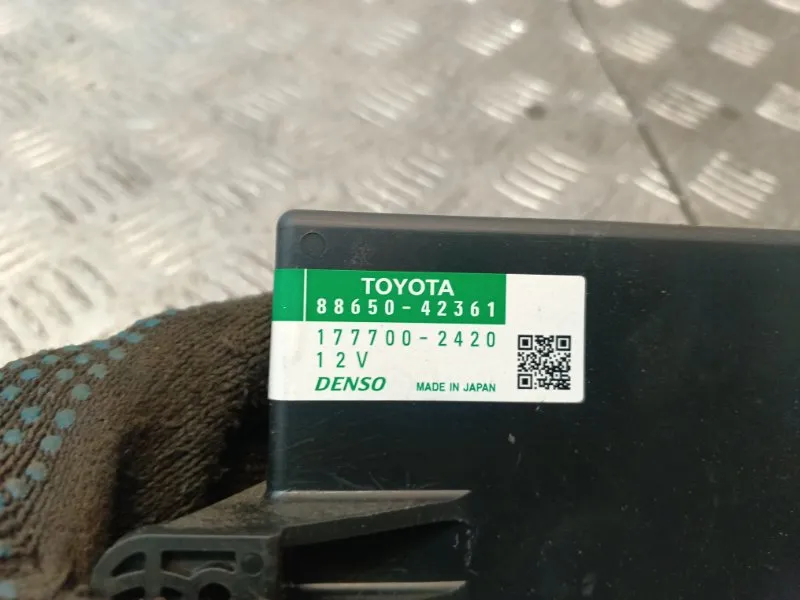 TOYOTA
88650-42361
177700-2420
12V
DENSO MADE IN JAPAN